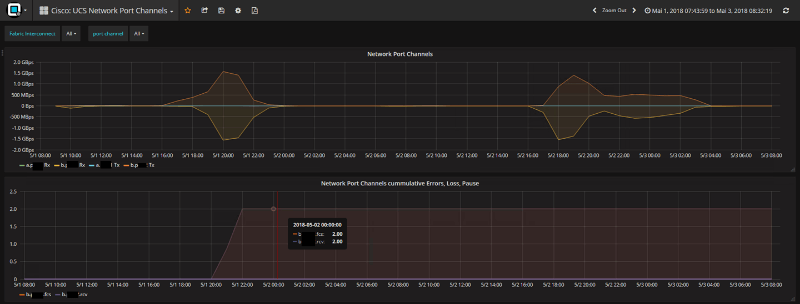 Cisco: UCS Network Port Channels
Zoom Out
Mai 1, 2018 07:43:59 to Mai 3, 2018 08:32:19
Fabric Interconnect All port channel All
Network Port Channels
2.0 GBps
1.5 GBps
1.0 GBps
500 MBps
0 Bps
-500 MBps
-1.0 GBps
-1.5 GBps
-2.0 GBps
5/1 08:00 5/1 10:00 5/1 12:00 5/1 14:00 5/1 16:00 5/1 18:00 5/1 20:00 5/1 22:00 5/2 00:00 5/2 02:00 5/2 04:00 5/2 06:00 5/2 08:00 5/2 10:00 5/2 12:00 5/2 14:00 5/2 16:00 5/2 18:00 5/2 20:00 5/2 22:00 5/3 00:00 5/3 02:00 5/3 04:00 5/3 06:00 5/3 08:00
Rx Rx Tx Tx
Network Port Channels cummulative Errors, Loss, Pause
2.5
2.0
1.5
1.0
0.5
0
2018-05-02 00:00:00
2.00
2.00
5/1 08:00 5/1 10:00 5/1 12:00 5/1 14:00 5/1 16:00 5/1 18:00 5/1 20:00 5/1 22:00 5/2 00:00 5/2 02:00 5/2 04:00 5/2 06:00 5/2 08:00 5/2 10:00 5/2 12:00 5/2 14:00 5/2 16:00 5/2 18:00 5/2 20:00 5/2 22:00 5/3 00:00 5/3 02:00 5/3 04:00 5/3 06:00 5/3 08:00